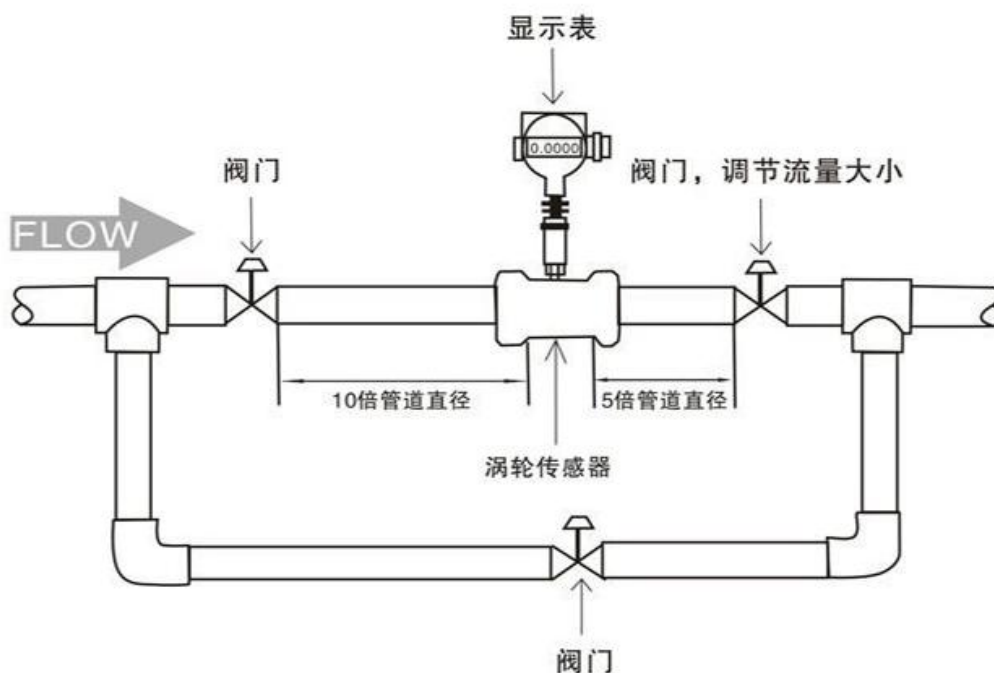 显示表
0.0000
阀门
阀门，调节流量大小
FLOW
10倍管道直径
5倍管道直径
涡轮传感器
阀门